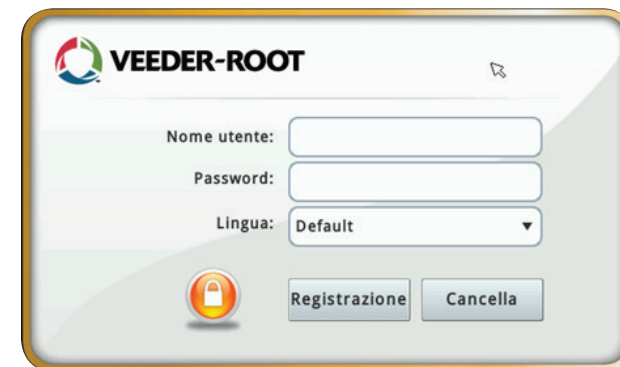 VEEDER-ROOT
Nome utente:
Password:
Lingua: Default
Registrazione Cancella